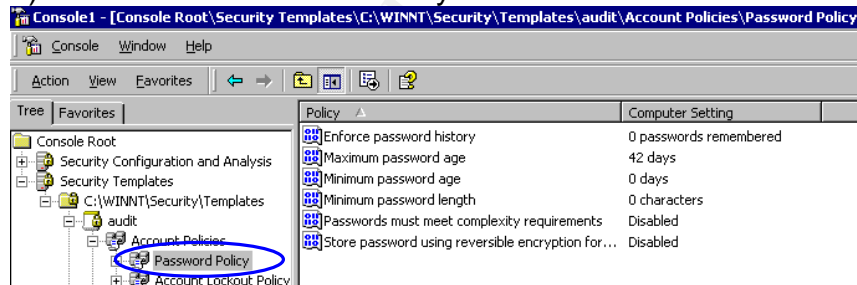 Console1 - [Console Root\Security Templates\C:\WINNT\Security\Templates\audit\Account Policies\Password Policy
Console Window Help
Action View Favorites
Tree Favorites
Policy Computer Setting
Console Root
Security Configuration and Analysis
Security Templates
C:\WINNT\Security\Templates
audit
Account Policies
Password Policy
Account Lockout Policy
Enforce password history 0 passwords remembered
Maximum password age 42 days
Minimum password age 0 days
Minimum password length 0 characters
Passwords must meet complexity requirements Disabled
Store password using reversible encryption for... Disabled